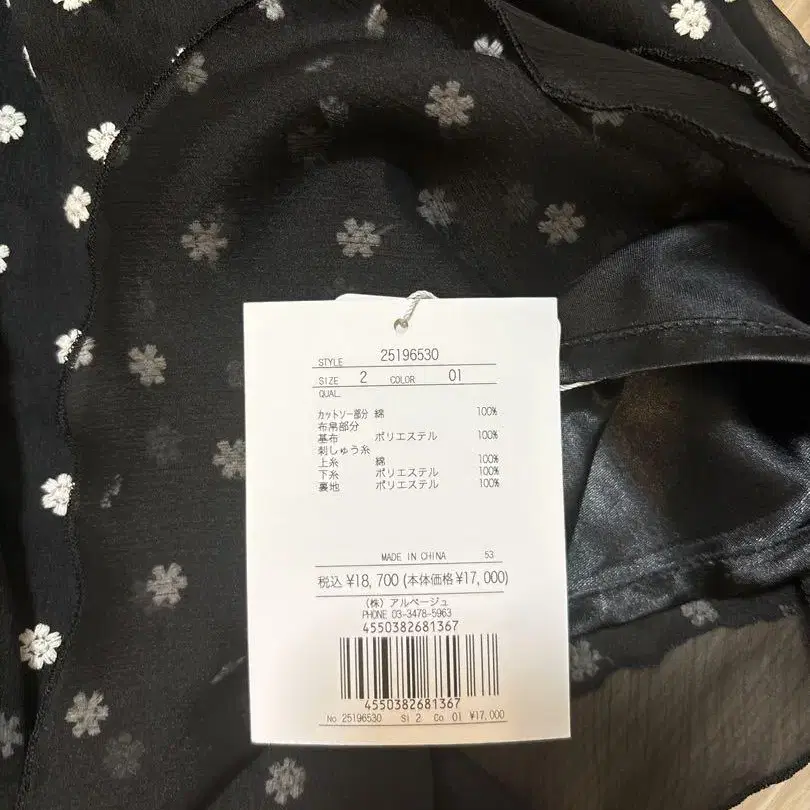 STYLE 25196530
SIZE 2 COLOR 01
QUAL.
カットソー部分 綿 100%
布帛部分
基布 ポリエステル 100%
刺しゅう糸
上糸 綿 100%
下糸 ポリエステル 100%
裏地 ポリエステル 100%
MADE IN CHINA 53
税込 ¥18,700 (本体価格¥17,000)
(株) アルページュ
PHONE 03-3478-5963
4550382681367
4550382681367
No 25196530 SI 2 Co 01 ¥17,000